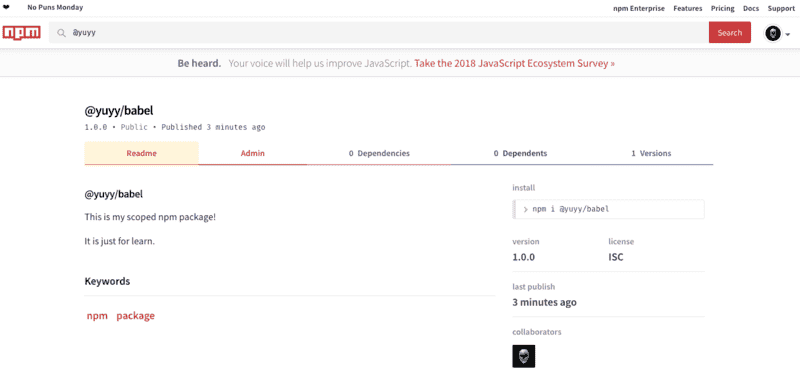 ❤ No Puns Monday npm Enterprise Features Pricing Docs Support
npm @yuyy Search
Be heard. Your voice will help us improve JavaScript. Take the 2018 JavaScript Ecosystem Survey »
@yuyy/babel
1.0.0 • Public • Published 3 minutes ago
Readme Admin 0 Dependencies 0 Dependents 1 Versions
@yuyy/babel
This is my scoped npm package!
It is just for learn.
Keywords
npm package
install
> npm i @yuyy/babel
version license
1.0.0 ISC
last publish
3 minutes ago
collaborators